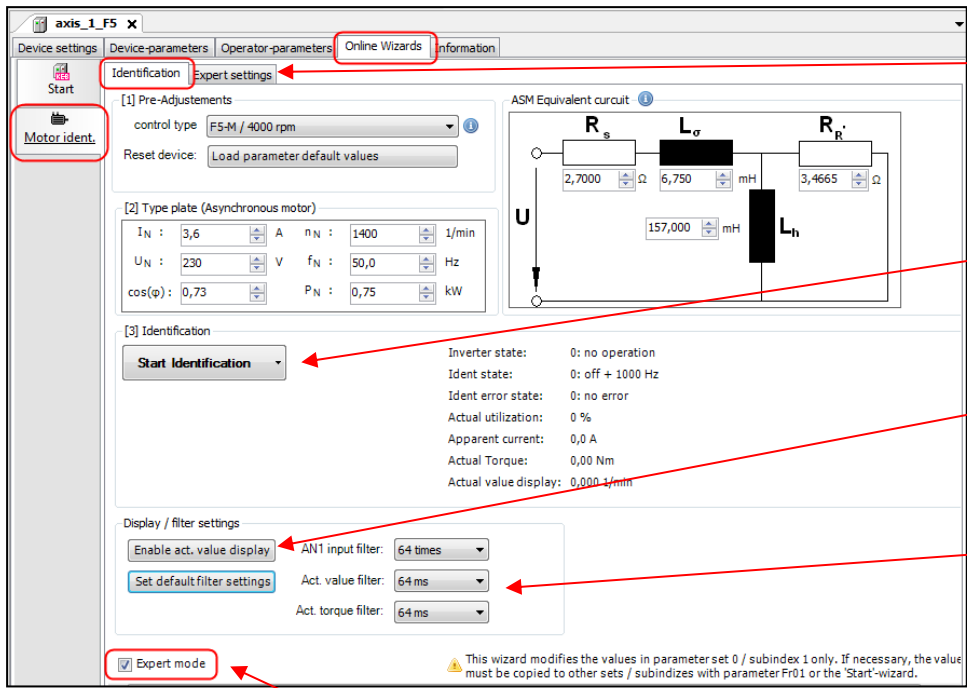 axis_1_F5 x
Device settings Device-parameters Operator-parameters Online Wizards Information
KEB
Start
Motor ident.
Identification Expert settings
[1] Pre-Adjustements
control type F5-M / 4000 rpm
Reset device: Load parameter default values
[2] Type plate (Asynchronous motor)
IN : 3,6 A nN : 1400 1/min
UN : 230 V fN : 50,0 Hz
cos(φ) : 0,73 PN : 0,75 kW
ASM Equivalent curcuit
Rs Lσ RR'
2,7000 Ω 6,750 mH 3,4665 Ω
U 157,000 mH Lh
[3] Identification
Start Identification
Inverter state: 0: no operation
Ident state: 0: off + 1000 Hz
Ident error state: 0: no error
Actual utilization: 0 %
Apparent current: 0,0 A
Actual Torque: 0,00 Nm
Actual value display: 0,000 1/min
Display / filter settings
Enable act. value display AN1 input filter: 64 times
Set default filter settings Act. value filter: 64 ms
Act. torque filter: 64 ms
Expert mode
This wizard modifies the values in parameter set 0 / subindex 1 only. If necessary, the value
must be copied to other sets / subindizes with parameter Fr01 or the 'Start'-wizard.